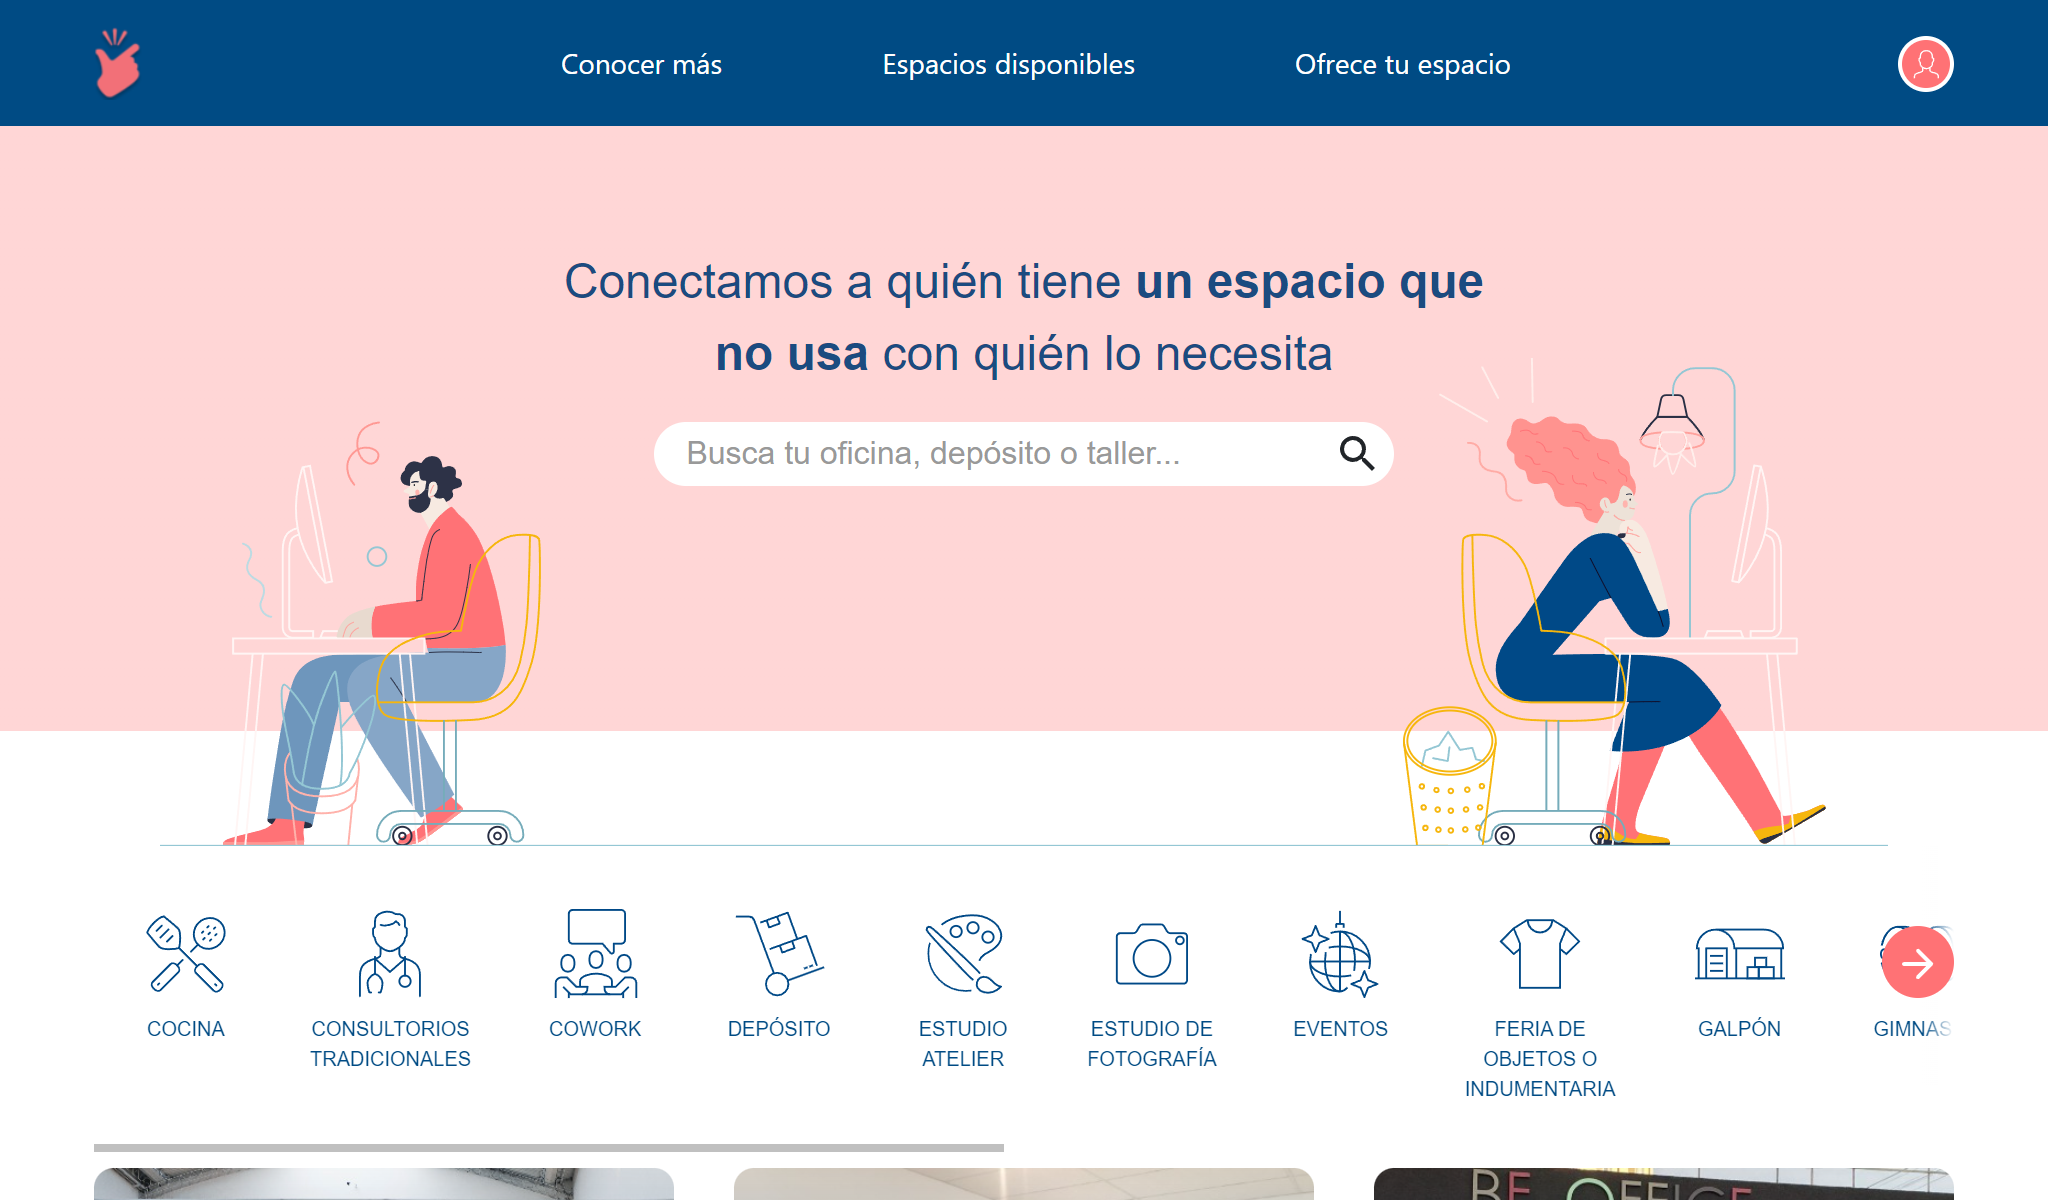 Conocer más
Espacios disponibles
Ofrece tu espacio
Conectamos a quién tiene un espacio que
no usa con quién lo necesita
Busca tu oficina, depósito o taller...
COCINA
CONSULTORIOS
TRADICIONALES
COWORK
DEPÓSITO
ESTUDIO
ATELIER
ESTUDIO DE
FOTOGRAFÍA
EVENTOS
FERIA DE
OBJETOS O
INDUMENTARIA
GALPÓN
GIMNAS
BE OFFICE